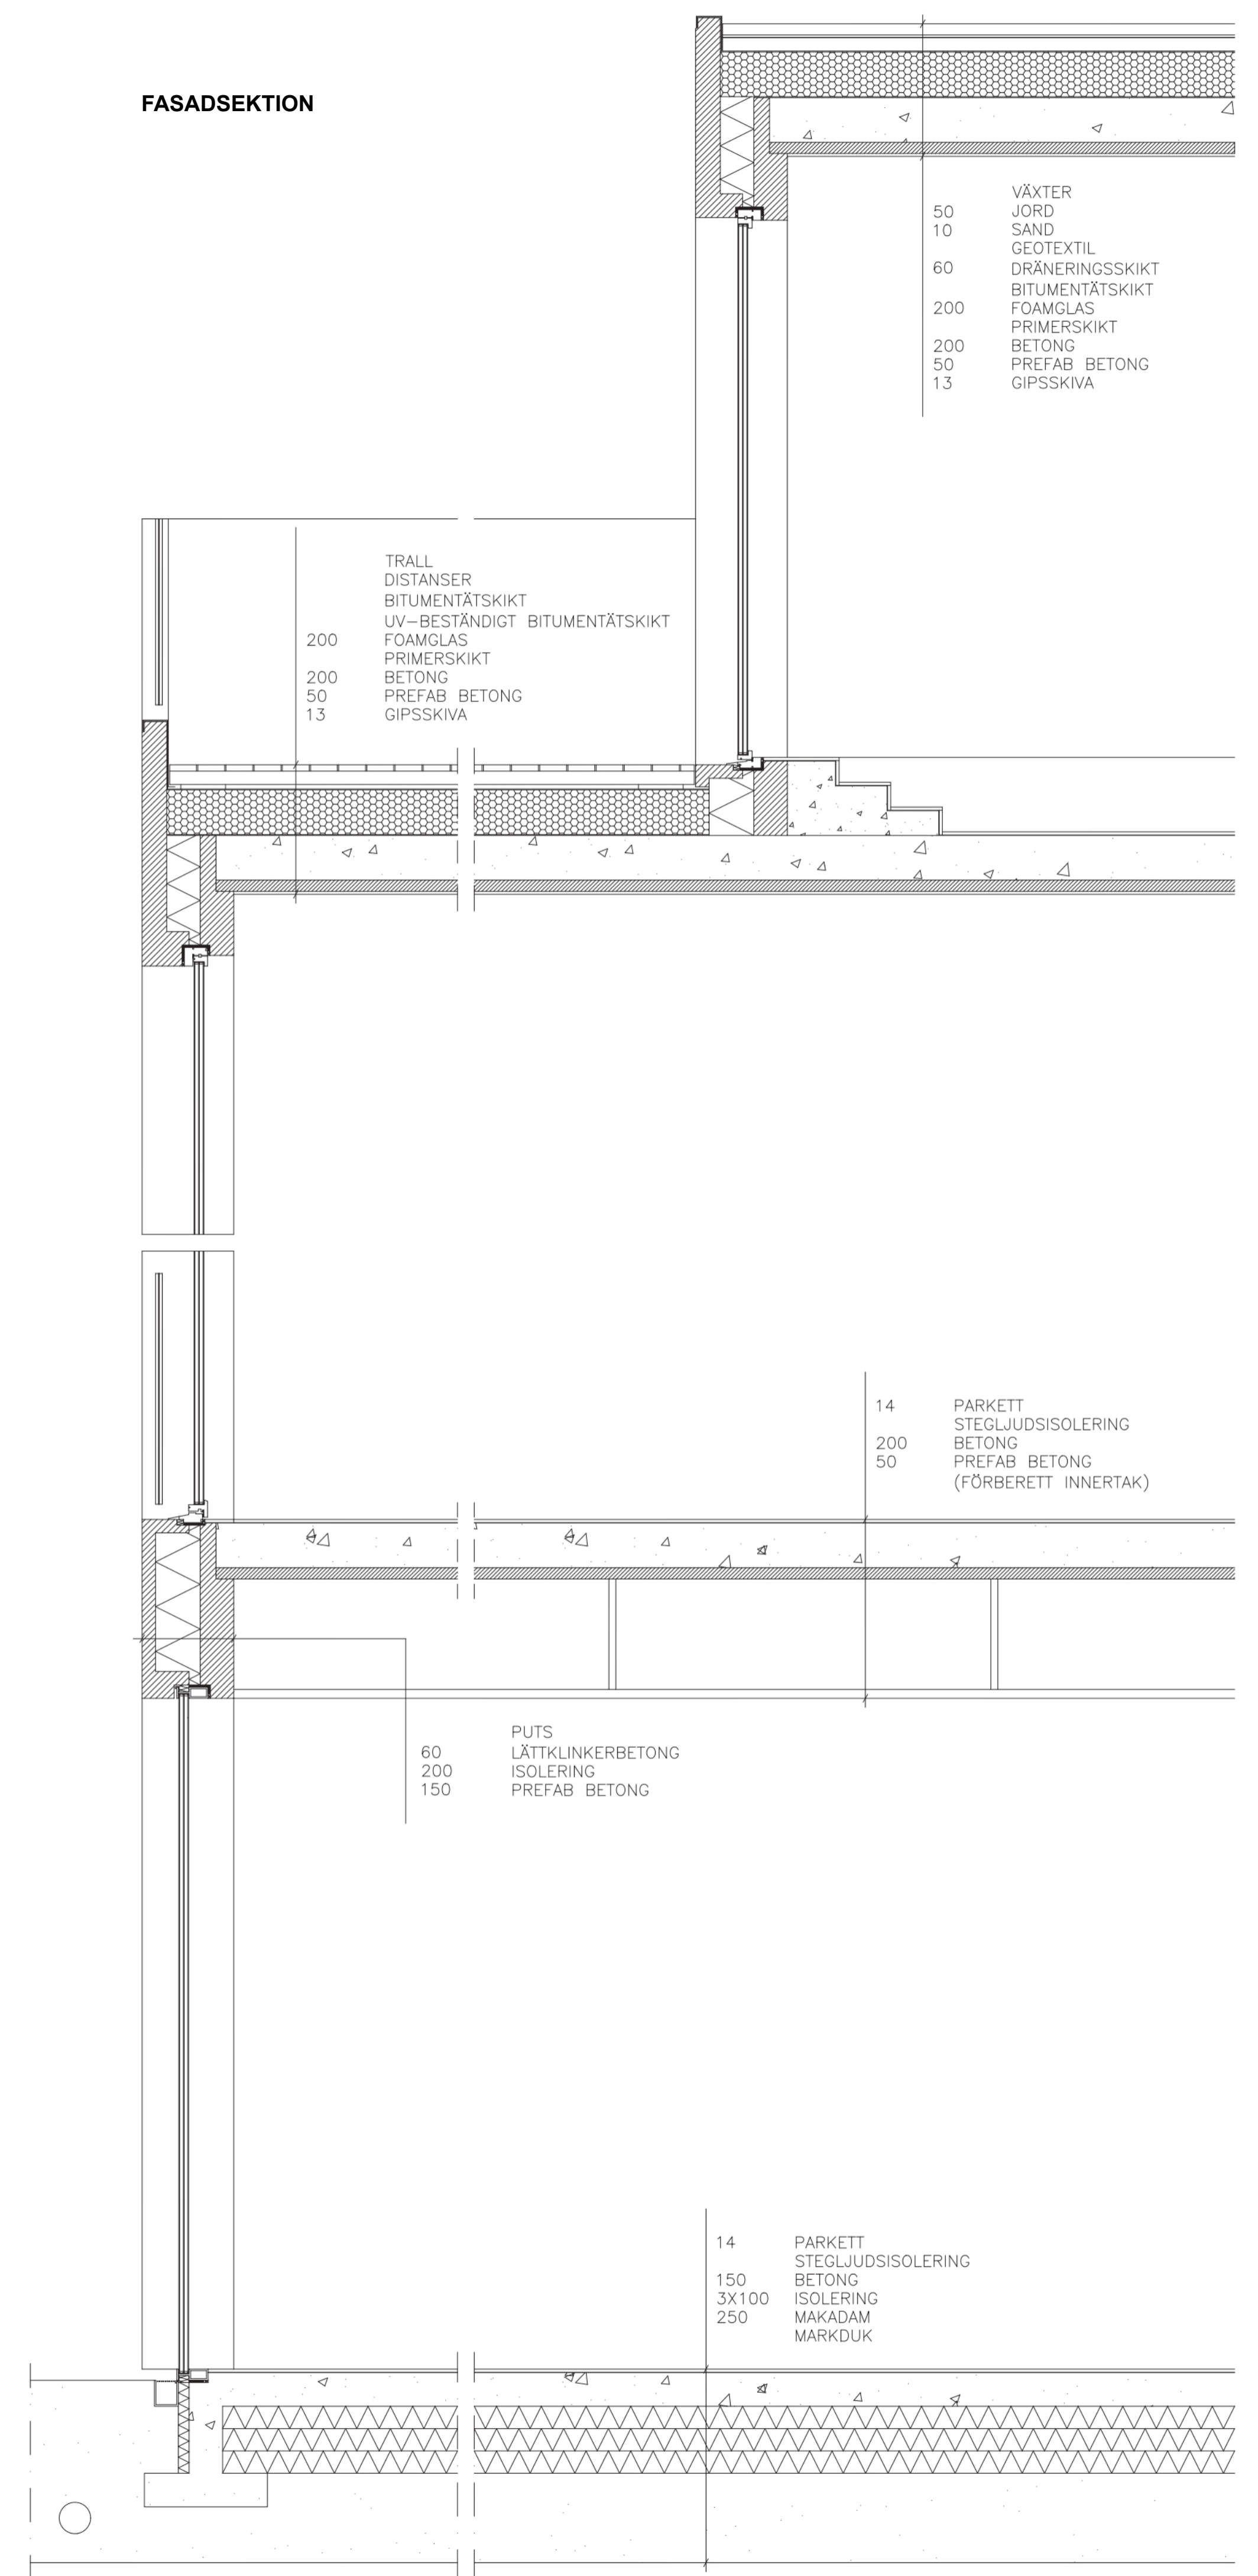 FASADSEKTION
VÄXTER
50 JORD
10 SAND
GEOTEXTIL
60 DRÄNERINGSSKIKT
BITUMENTÄTSKIKT
200 FOAMGLAS
PRIMERSKIKT
200 BETONG
50 PREFAB BETONG
13 GIPSSKIVA
TRALL
DISTANSER
BITUMENTÄTSKIKT
UV-BESTÄNDIGT BITUMENTÄTSKIKT
200 FOAMGLAS
PRIMERSKIKT
200 BETONG
50 PREFAB BETONG
13 GIPSSKIVA
14 PARKETT
STEGLJUDSISOLERING
200 BETONG
50 PREFAB BETONG
(FÖRBERETT INNERTAK)
PUTS
60 LÄTTKLINKERBETONG
200 ISOLERING
150 PREFAB BETONG
14 PARKETT
STEGLJUDSISOLERING
150 BETONG
3X100 ISOLERING
250 MAKADAM
MARKDUK